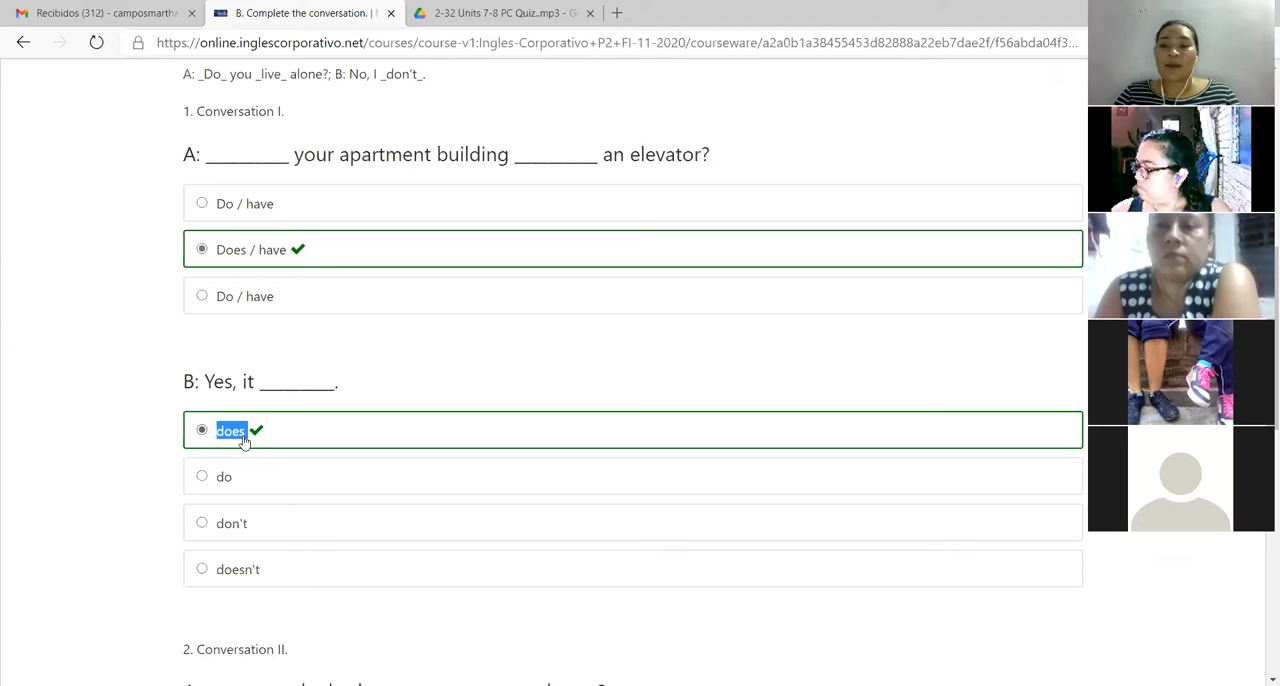 Recibidos (312) - camposmartha
B. Complete the conversation. |
2-32 Units 7-8 PC Quiz..mp3 - G
https://online.inglescorporativo.net/courses/course-v1:Ingles-Corporativo+P2+FI-11-2020/courseware/a2a0b1a38455453d82888a22eb7dae2f/f56abda04f3...
A: _Do_ you _live_ alone?; B: No, I _don't_.
1. Conversation I.
A: __________ your apartment building __________ an elevator?
Do / have
Does / have
Do / have
B: Yes, it _________.
does
do
don't
doesn't
2. Conversation II.